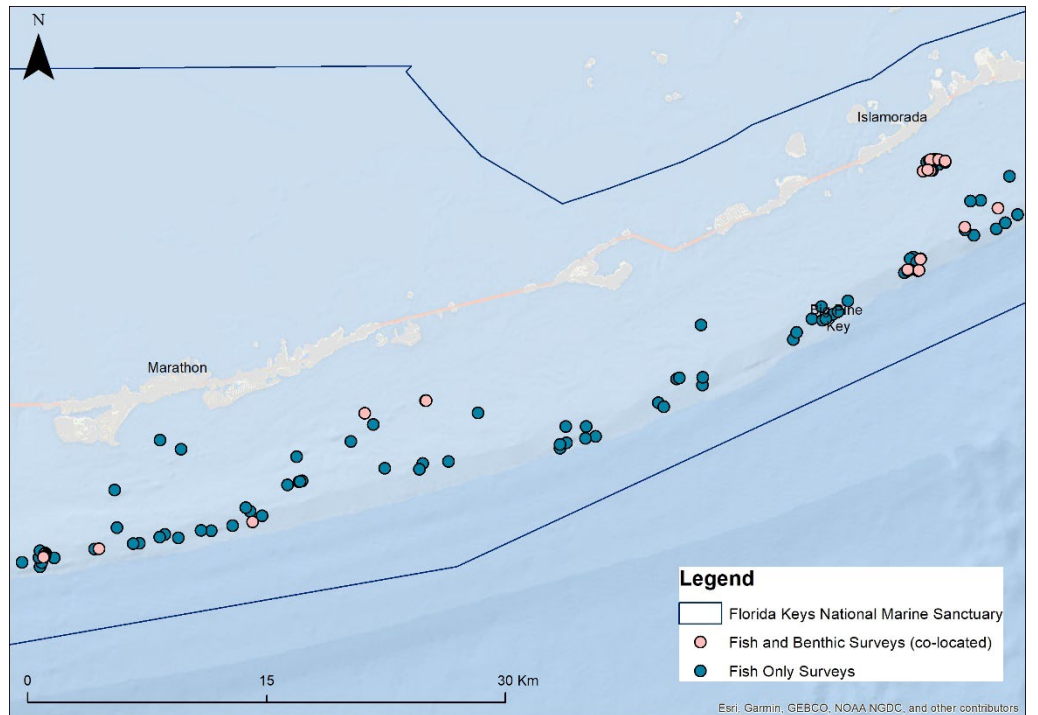 N
Islamorada
Big Pine
Key
Marathon
Legend
Florida Keys National Marine Sanctuary
Fish and Benthic Surveys (co-located)
Fish Only Surveys
0 15 30 Km
Esri, Garmin, GEBCO, NOAA NGDC, and other contributors